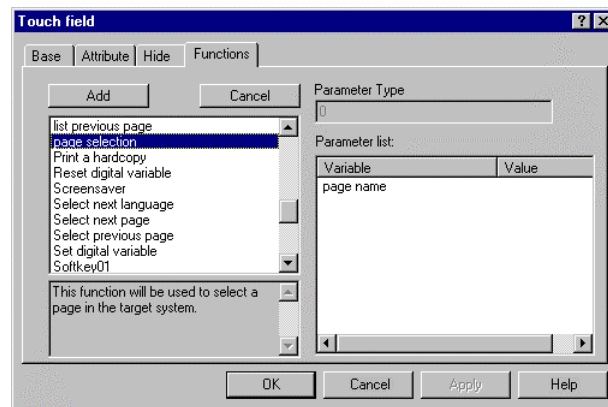 Touch field
Base Attribute Hide Functions
Add Cancel
Parameter Type
0
list previous page
page selection
Print a hardcopy
Reset digital variable
Screensaver
Select next language
Select next page
Select previous page
Set digital variable
Softkey01
This function will be used to select a
page in the target system.
Parameter list:
Variable Value
page name
OK Cancel Apply Help